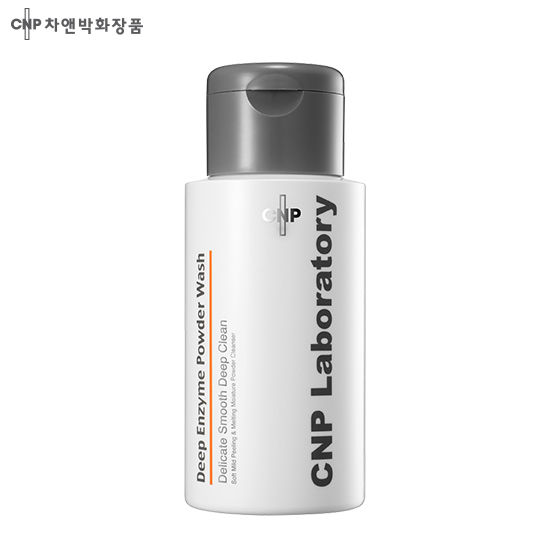 CNP 차앤박화장품
CNP
CNP Laboratory
Deep Enzyme Powder Wash
Delicate Smooth Deep Clean
Soft Mild Peeling & Melting Moisture Powder Cleanser